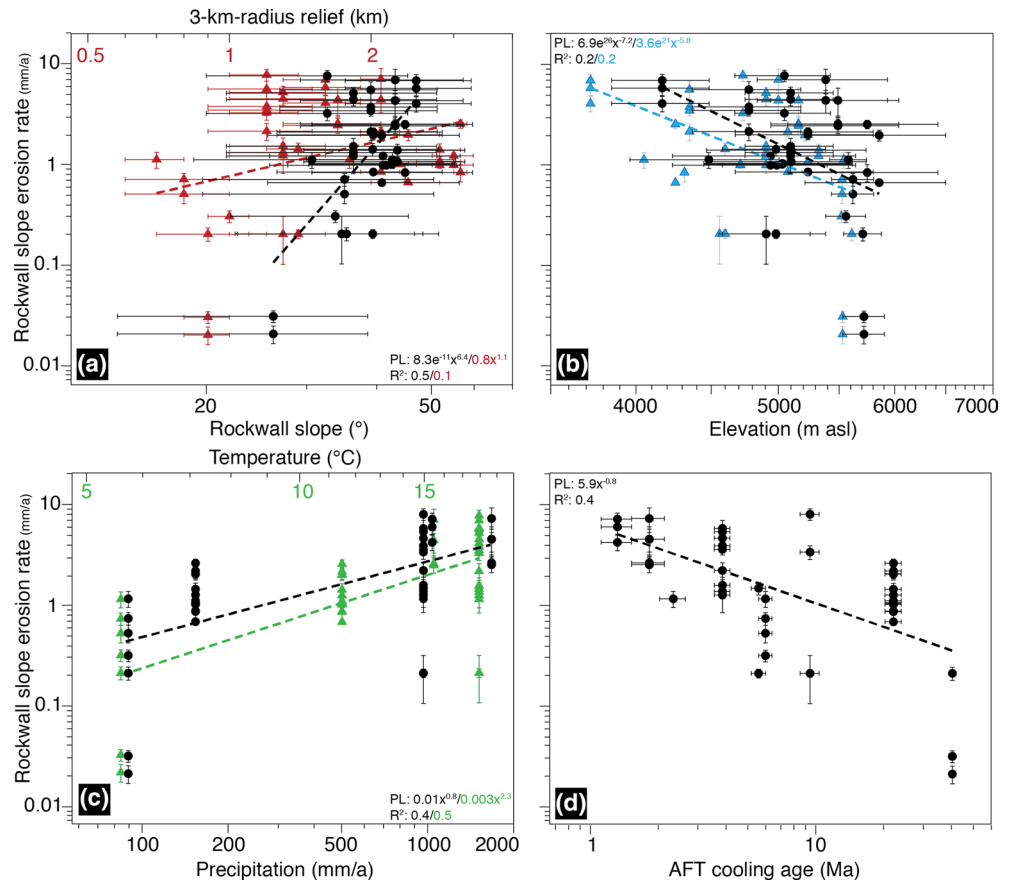 3-km-radius relief (km)
0.5 1 2
10
1
0.1
0.01
Rockwall slope erosion rate (mm/a)
(a)
PL: 8.3e⁻¹¹x⁶·⁴/0.8x¹·¹
R²: 0.5/0.1
20 50
Rockwall slope (°)
PL: 6.9e²⁶x⁻⁷·²/3.6e²¹x⁻⁵·⁸
R²: 0.2/0.2
(b)
4000 5000 6000 7000
Elevation (m asl)
Temperature (°C)
5 10 15
10
1
0.1
0.01
Rockwall slope erosion rate (mm/a)
(c)
PL: 0.01x⁰·⁸/0.003x²·³
R²: 0.4/0.5
100 200 1000 2000
Precipitation (mm/a)
PL: 5.9x⁻⁰·⁸
R²: 0.4
(d)
1 10
AFT cooling age (Ma)